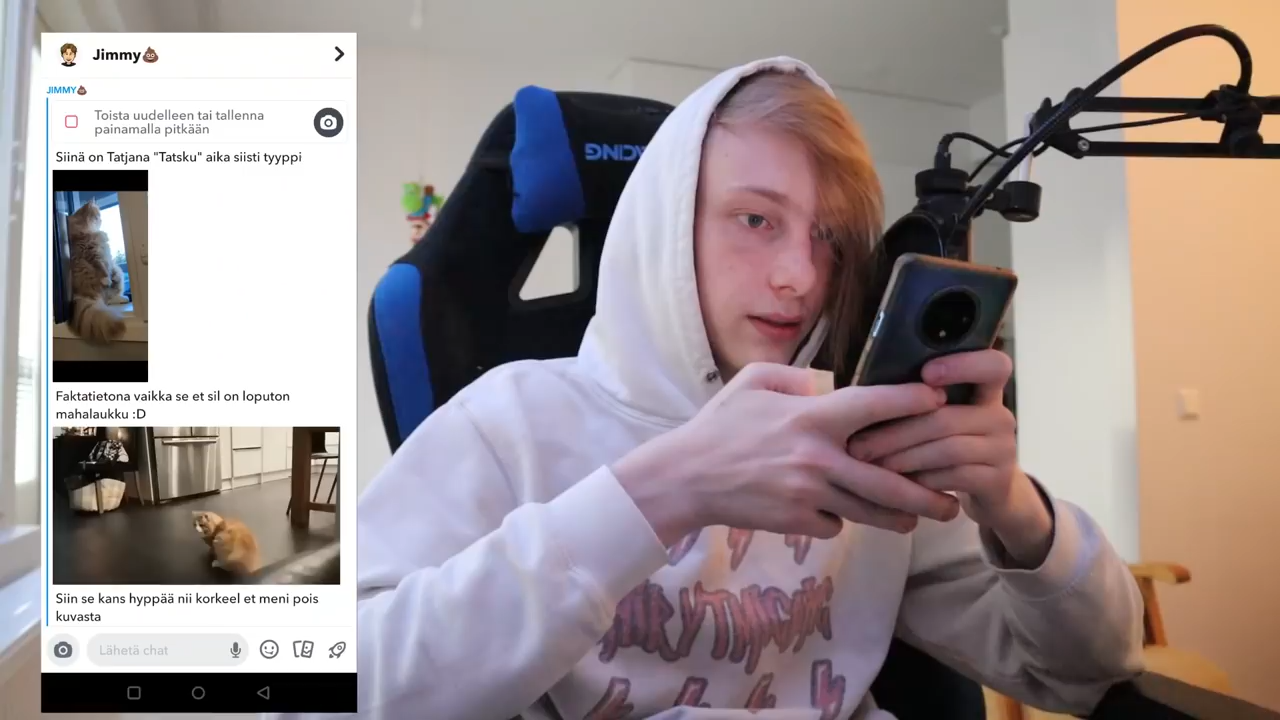 Jimmy💩
JIMMY💩
Toista uudelleen tai tallenna
painamalla pitkään
Siinä on Tatjana "Tatsku" aika siisti tyyppi
Faktatietona vaikka se et sil on loputon
mahalaukku :D
Siin se kans hyppää nii korkeel et meni pois
kuvasta
Lähetä chat